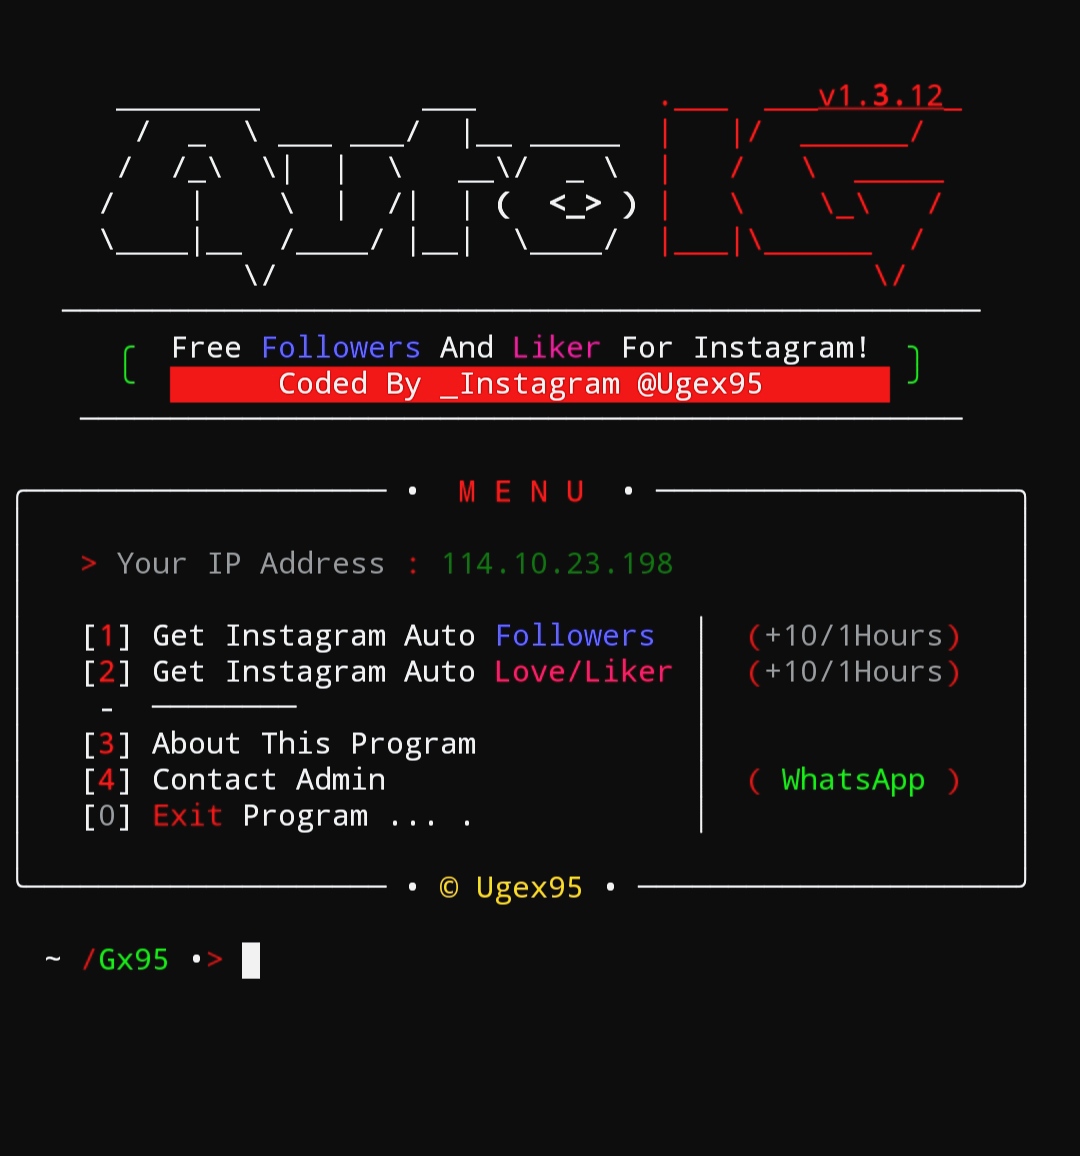 v1.3.12
Auto IG
Free Followers And Liker For Instagram!
Coded By _Instagram @Ugex95
• M E N U •
> Your IP Address : 114.10.23.198
[1] Get Instagram Auto Followers (+10/1Hours)
[2] Get Instagram Auto Love/Liker (+10/1Hours)
-
[3] About This Program
[4] Contact Admin ( WhatsApp )
[0] Exit Program ... .
• © Ugex95 •
~ /Gx95 •>